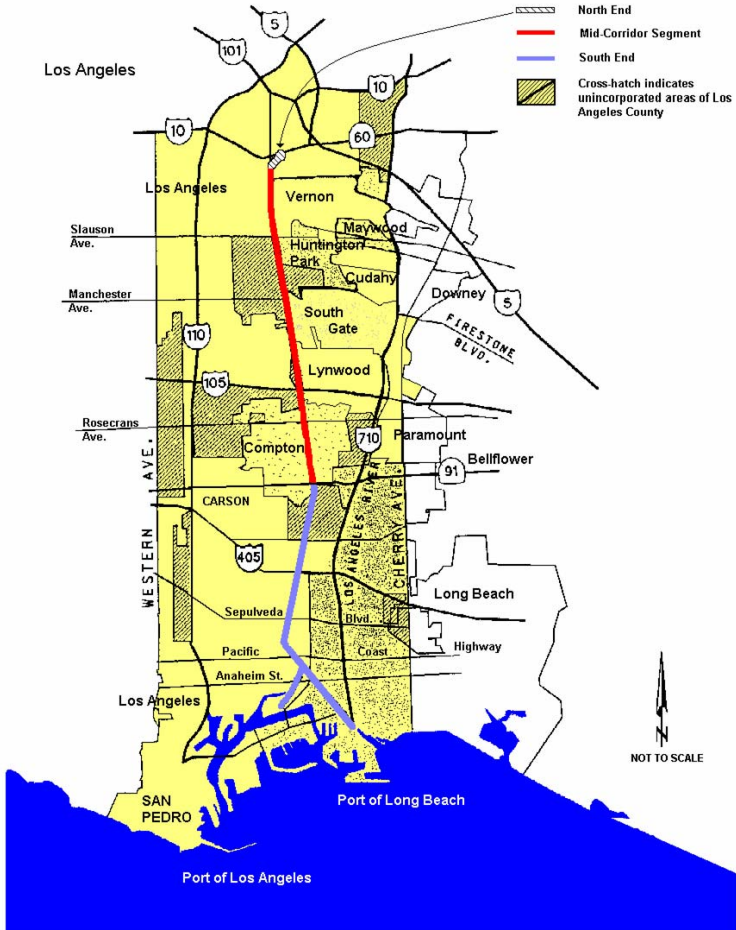 North End
Mid-Corridor Segment
South End
Cross-hatch indicates
unincorporated areas of Los
Angeles County
5
101
Los Angeles
10
10
60
Los Angeles
Vernon
Maywood
Slauson
Ave.
Huntington
Park
Cudahy
Manchester
Ave.
Downey
5
South
Gate
FIRESTONE
BLVD.
110
Lynwood
105
Rosecrans
Ave.
710
Paramount
Compton
Bellflower
91
CARSON
WESTERN AVE.
LOS ANGELES RIVER
CHERRY AVE.
405
Long Beach
Sepulveda
Blvd.
Pacific
Coast
Highway
Anaheim St.
Los Angeles
N
NOT TO SCALE
SAN
PEDRO
Port of Long Beach
Port of Los Angeles